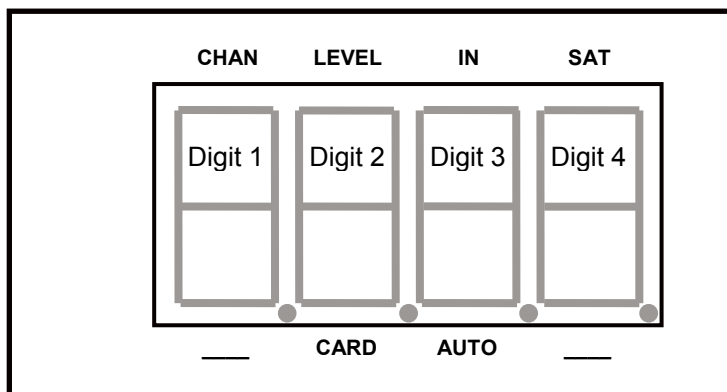 CHAN LEVEL IN SAT
Digit 1 Digit 2 Digit 3 Digit 4
____ CARD AUTO ____